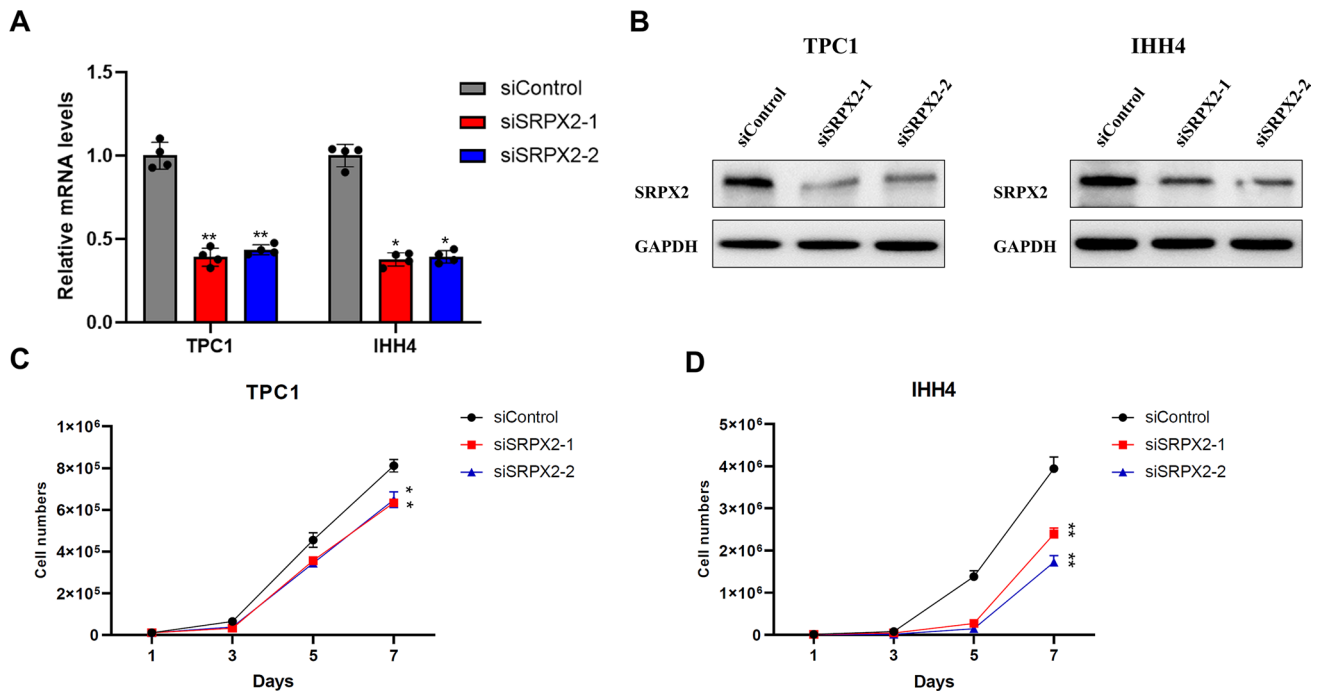 A
Relative mRNA levels
1.5
1.0
0.5
0.0
** **
* *
TPC1 IHH4
siControl
siSRPX2-1
siSRPX2-2
B
TPC1 IHH4
siControl siSRPX2-1 siSRPX2-2 siControl siSRPX2-1 siSRPX2-2
SRPX2 SRPX2
GAPDH GAPDH
C
TPC1
Cell numbers
1×10⁶
8×10⁵
6×10⁵
4×10⁵
2×10⁵
0
1 3 5 7
Days
*
*
siControl
siSRPX2-1
siSRPX2-2
D
IHH4
Cell numbers
5×10⁶
4×10⁶
3×10⁶
2×10⁶
1×10⁶
0
1 3 5 7
Days
**
**
siControl
siSRPX2-1
siSRPX2-2